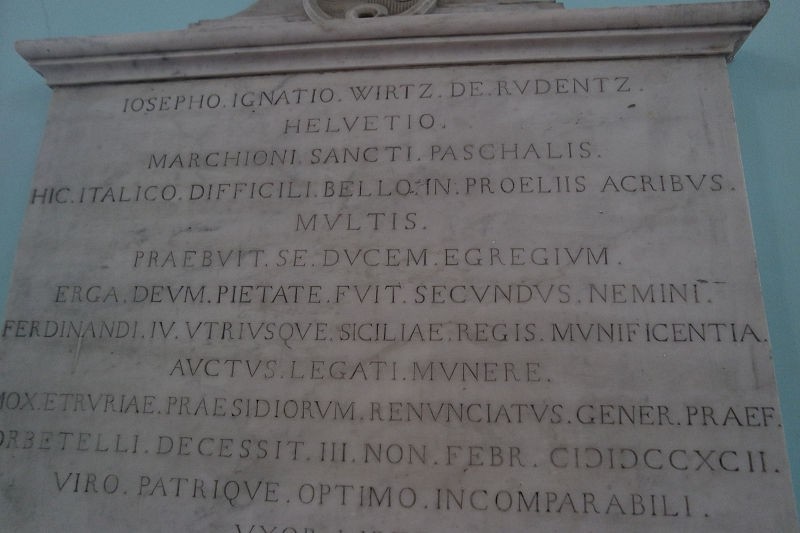 IOSEPHO. IGNATIO. WIRTZ. DE. RVDENTZ.
HELVETIO.
MARCHIONI. SANCTI. PASCHALIS.
HIC. ITALICO. DIFFICILI. BELLO. IN. PROELIIS ACRIBVS.
MVLTIS.
PRAEBVIT. SE. DVCEM. EGREGIVM.
ERGA. DEVM. PIETATE. FVIT. SECVNDVS. NEMINI.
FERDINANDI. IV. VTRIVSQVE. SICILIAE. REGIS. MVNIFICENTIA.
AVCTVS. LEGATI. MVNERE.
MOX. ETRVRIAE. PRAESIDIORVM. RENVNCIATVS. GENER. PRAEF.
ORBETELLI. DECESSIT. III. NON. FEBR. CIↃIↃCCXCII.
VIRO. PATRIQVE. OPTIMO. INCOMPARABILI.
VXOR